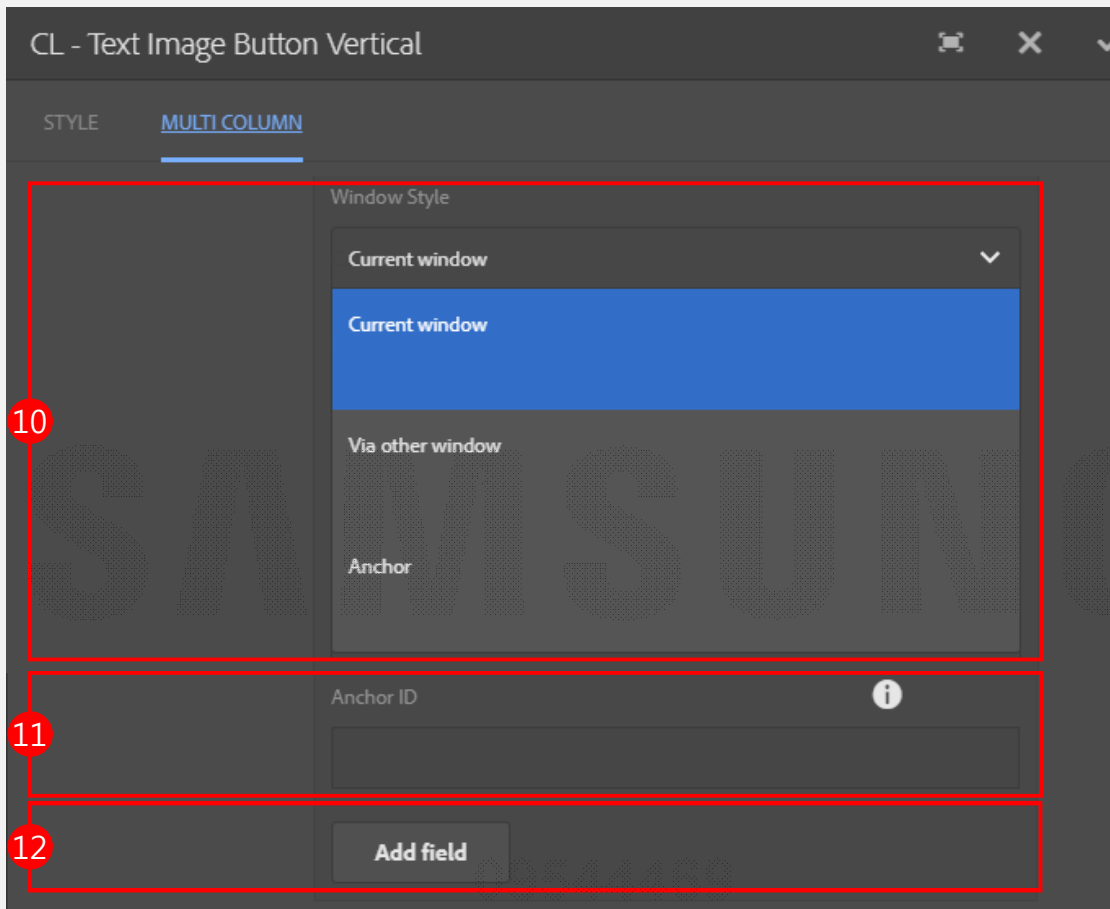 CL - Text Image Button Vertical
STYLE MULTI COLUMN
Window Style
Current window
Current window
10
Via other window
SAMSUNG
Anchor
Anchor ID
11
12
Add field